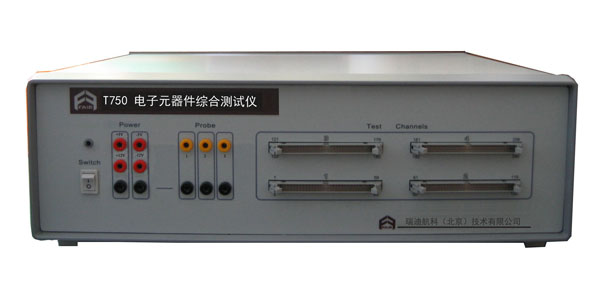 T750 电子元器件综合测试仪
Power
Probe
Test Channels
Switch
瑞迪航科（北京）技术有限公司